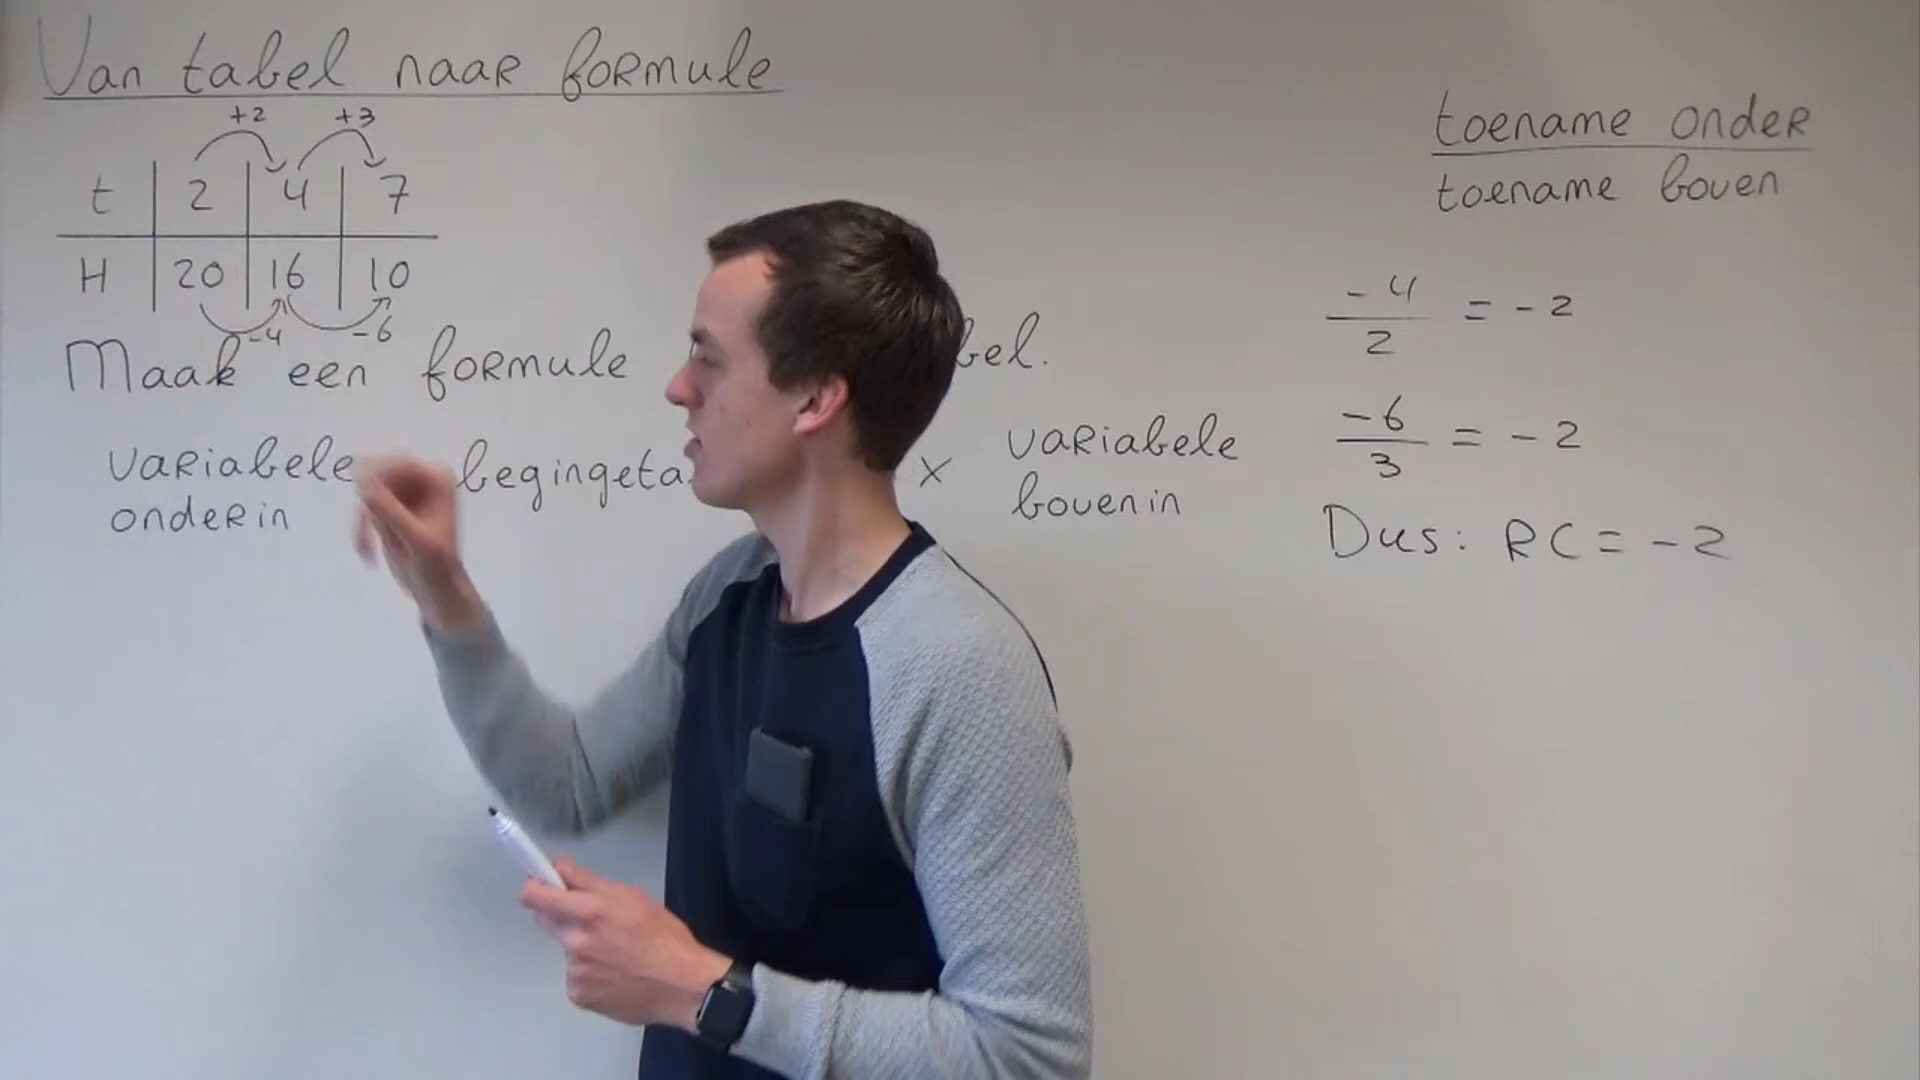 Van tabel naar formule
+2 +3
t 2 4 7
H 20 16 10
-4 -6
Maak een formule
variabele begingeta x variabele
onderin bovenin
toename onder
toename boven
-4
2
= -2
-6
3
= -2
Dus: RC = -2